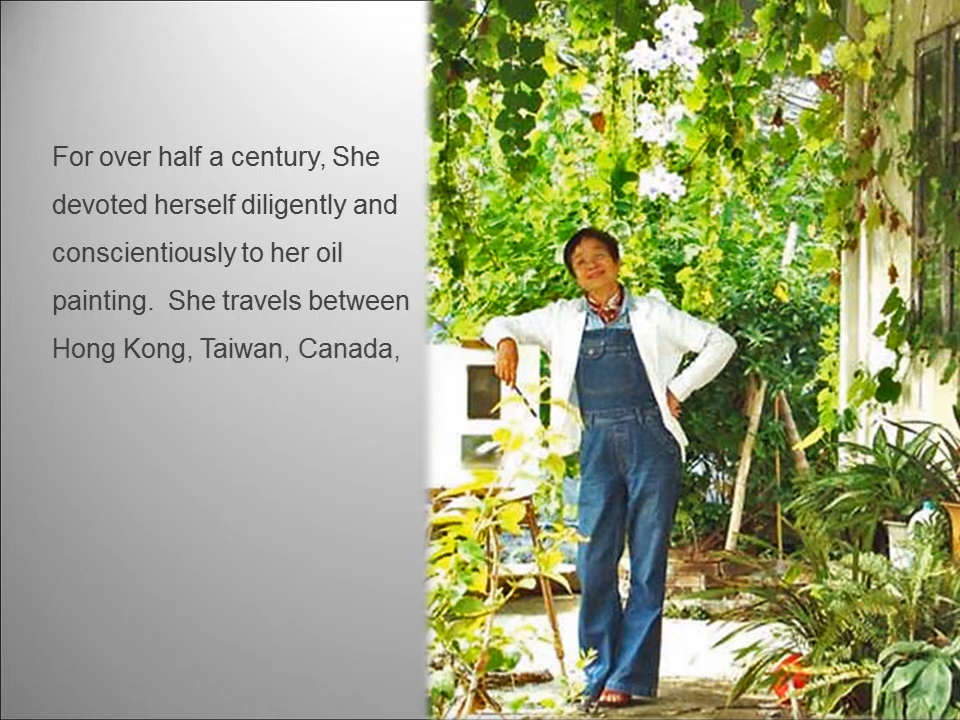 For over half a century, She
devoted herself diligently and
conscientiously to her oil
painting.  She travels between
Hong Kong, Taiwan, Canada,